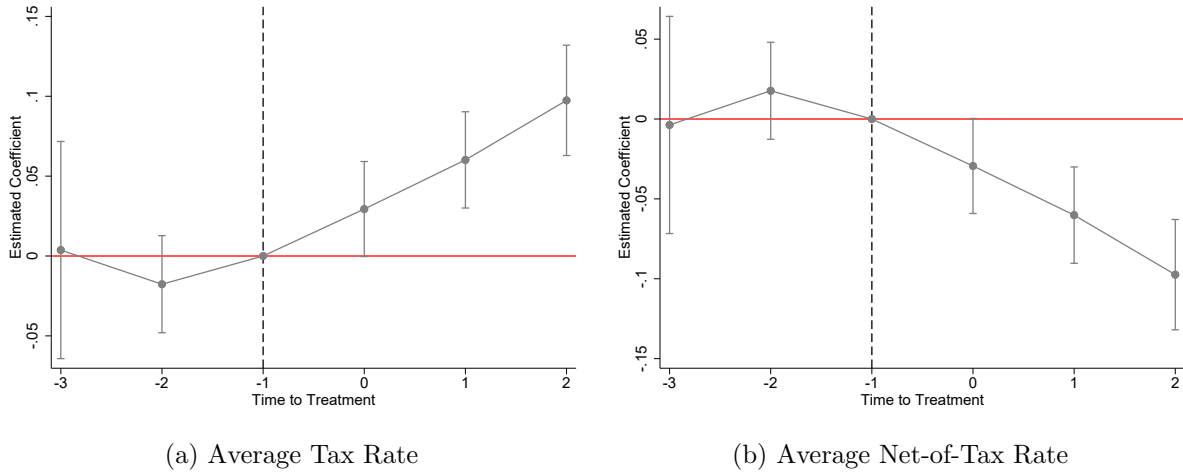 Estimated Coefficient
.15
.1
.05
0
-.05
-3 -2 -1 0 1 2
Time to Treatment
(a) Average Tax Rate
Estimated Coefficient
.05
0
-.05
-.1
-.15
-3 -2 -1 0 1 2
Time to Treatment
(b) Average Net-of-Tax Rate